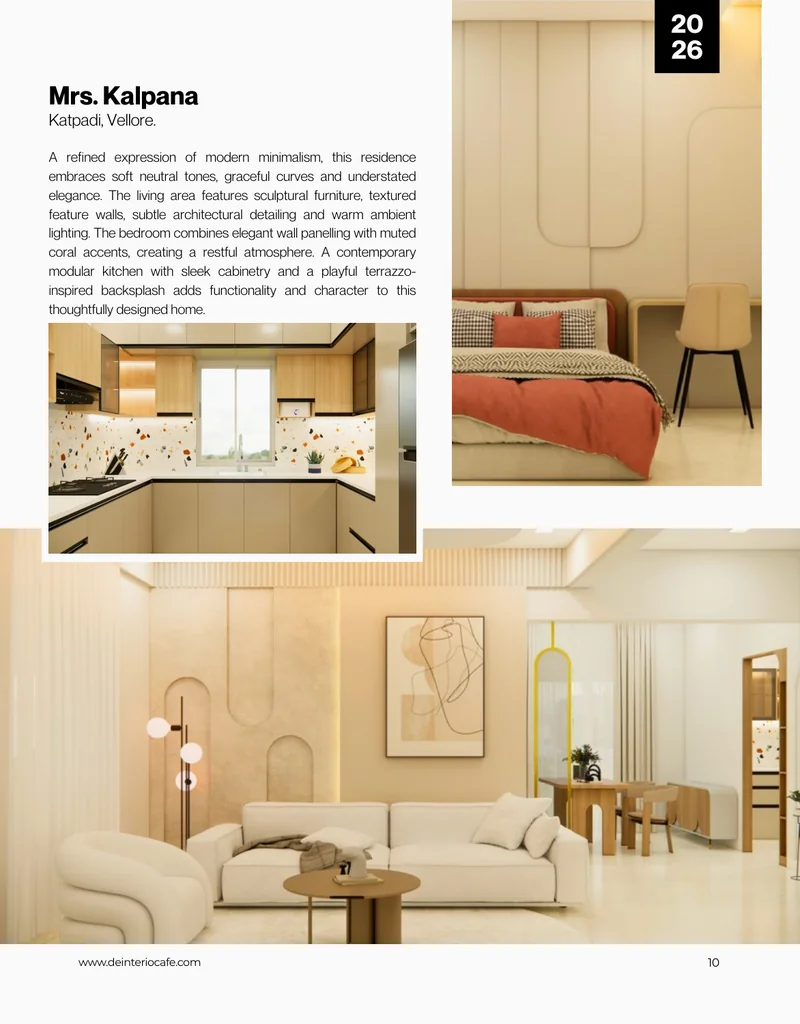 20
26
Mrs. Kalpana
Katpadi, Vellore.
A refined expression of modern minimalism, this residence
embraces soft neutral tones, graceful curves and understated
elegance. The living area features sculptural furniture, textured
feature walls, subtle architectural detailing and warm ambient
lighting. The bedroom combines elegant wall panelling with muted
coral accents, creating a restful atmosphere. A contemporary
modular kitchen with sleek cabinetry and a playful terrazzo-
inspired backsplash adds functionality and character to this
thoughtfully designed home.
www.deinteriocafe.com
10